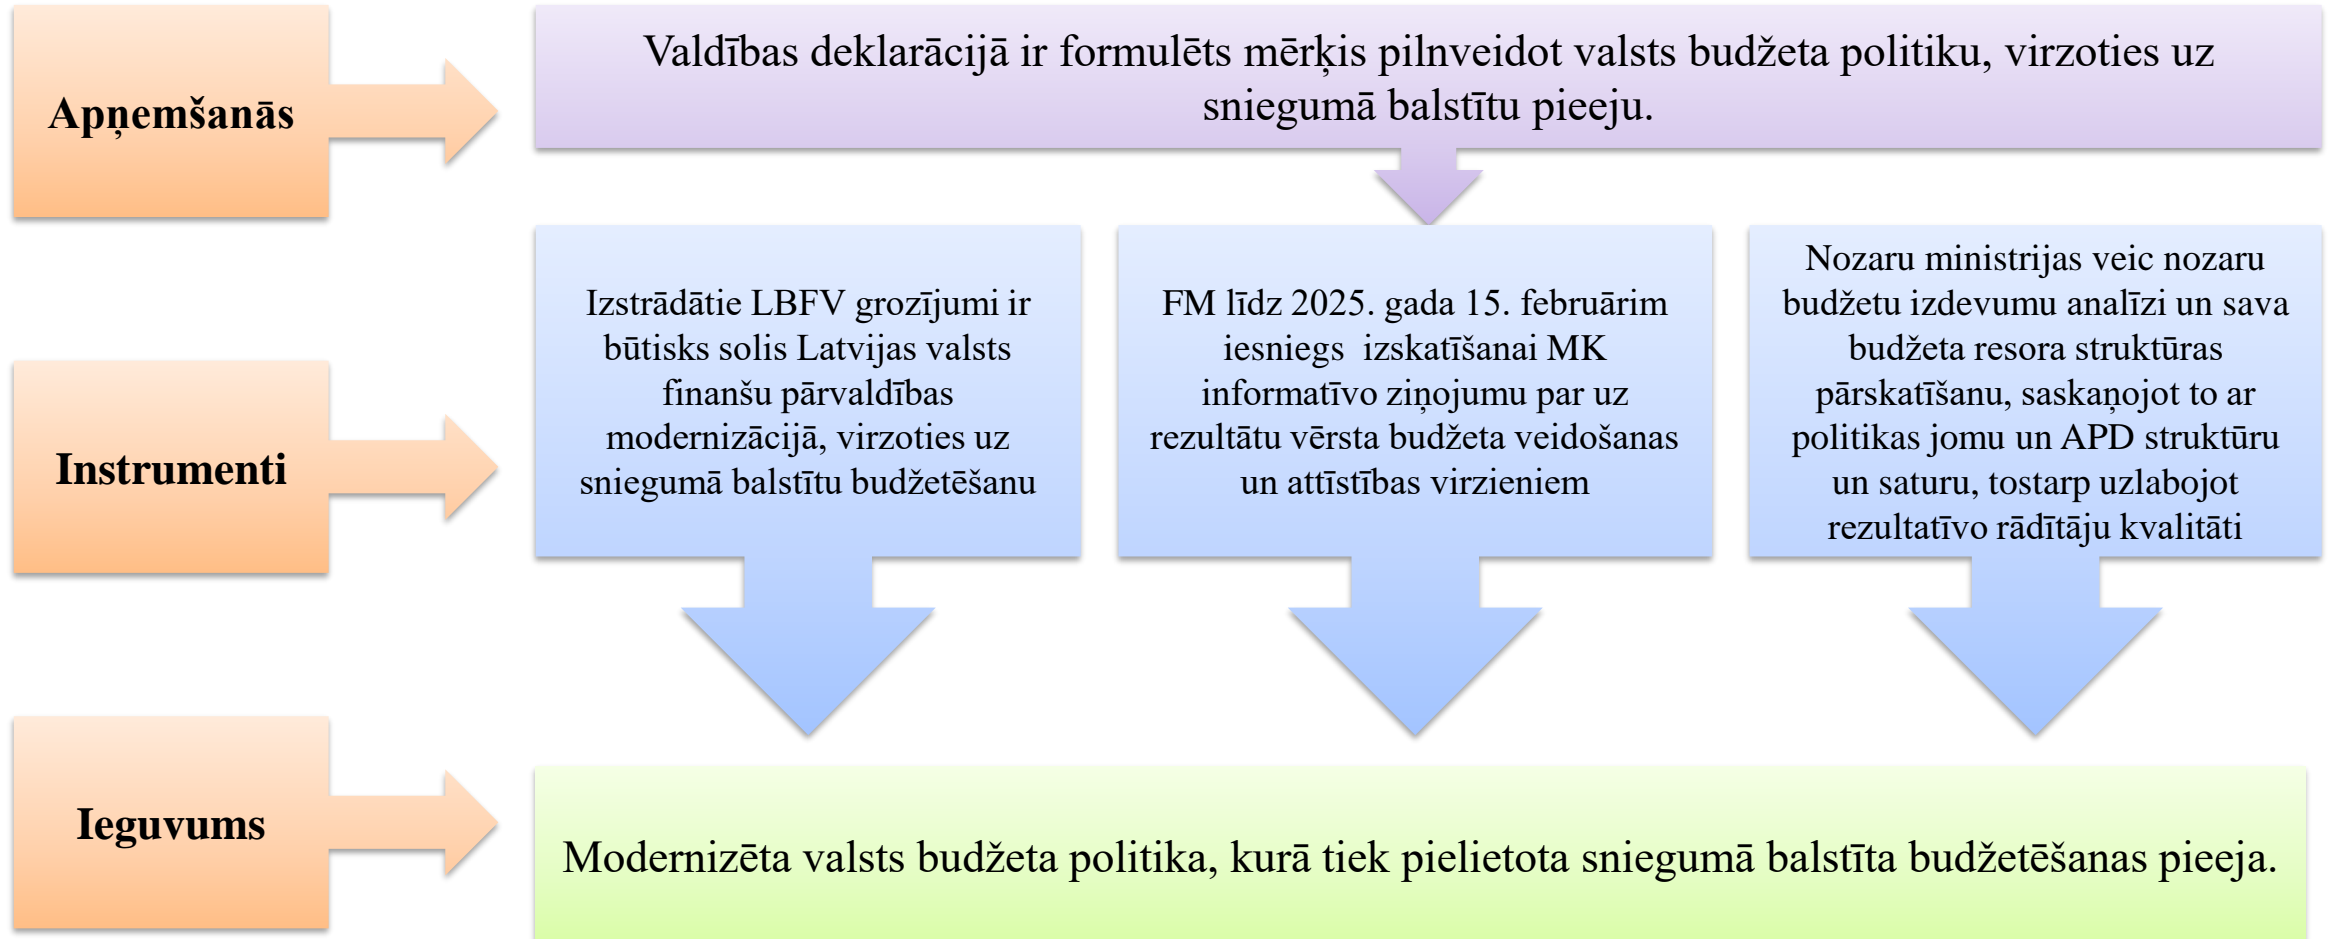 Apņemšanās
Valdības deklarācijā ir formulēts mērķis pilnveidot valsts budžeta politiku, virzoties uz
sniegumā balstītu pieeju.
Instrumenti
Izstrādātie LBFV grozījumi ir
būtisks solis Latvijas valsts
finanšu pārvaldības
modernizācijā, virzoties uz
sniegumā balstītu budžetēšanu
FM līdz 2025. gada 15. februārim
iesniegs izskatīšanai MK
informatīvo ziņojumu par uz
rezultātu vērsta budžeta veidošanas
un attīstības virzieniem
Nozaru ministrijas veic nozaru
budžetu izdevumu analīzi un sava
budžeta resora struktūras
pārskatīšanu, saskaņojot to ar
politikas jomu un APD struktūru
un saturu, tostarp uzlabojot
rezultatīvo rādītāju kvalitāti
Ieguvums
Modernizēta valsts budžeta politika, kurā tiek pielietota sniegumā balstīta budžetēšanas pieeja.